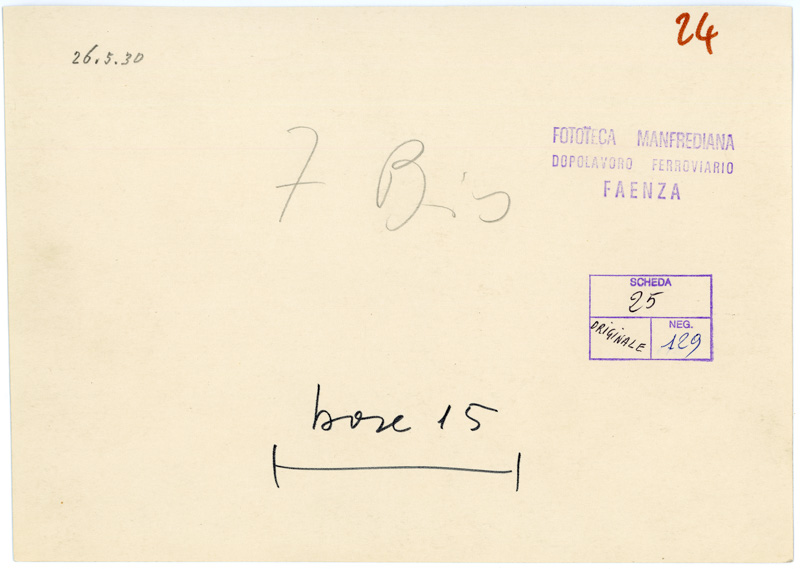 24
26.5.30
FOTOTECA MANFREDIANA
DOPOLAVORO FERROVIARIO
FAENZA
7 Bis
SCHEDA
25
ORIGINALE
NEG.
129
base 15